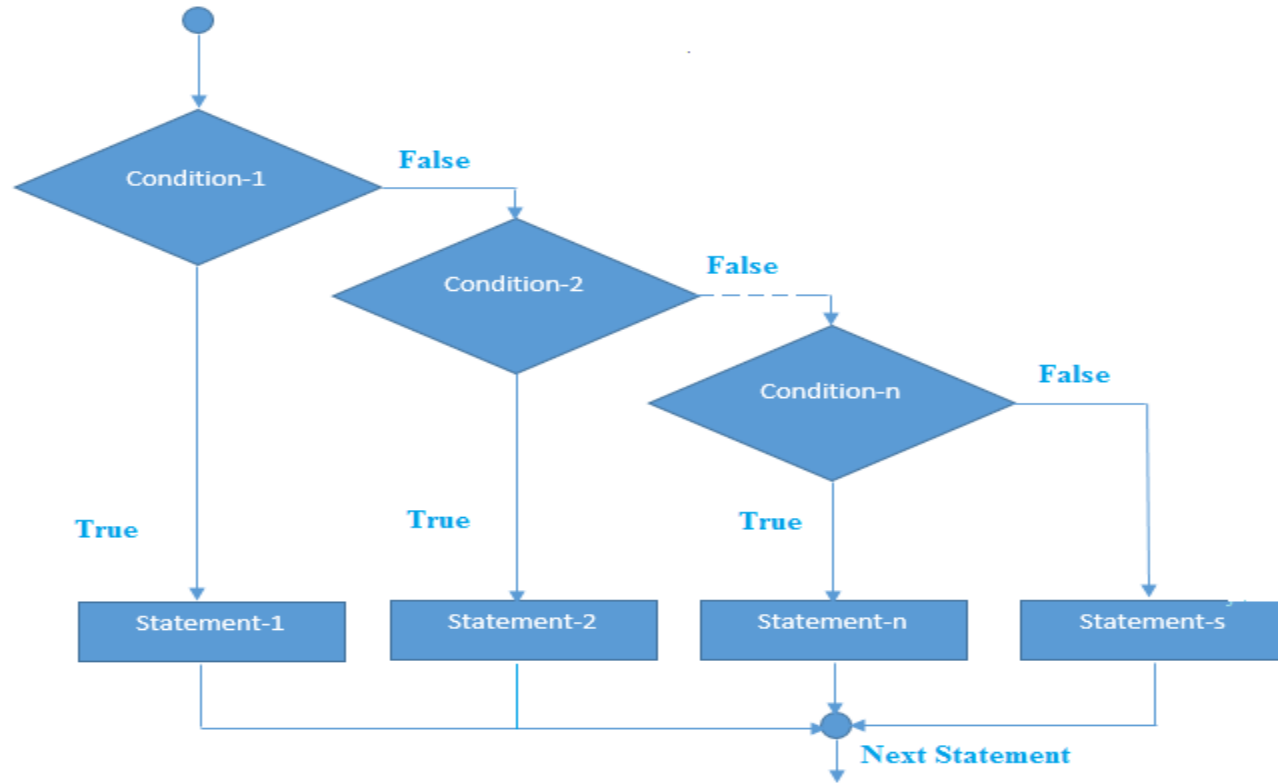 Condition-1
False
Condition-2
False
Condition-n
False
True
True
True
Statement-1
Statement-2
Statement-n
Statement-s
Next Statement